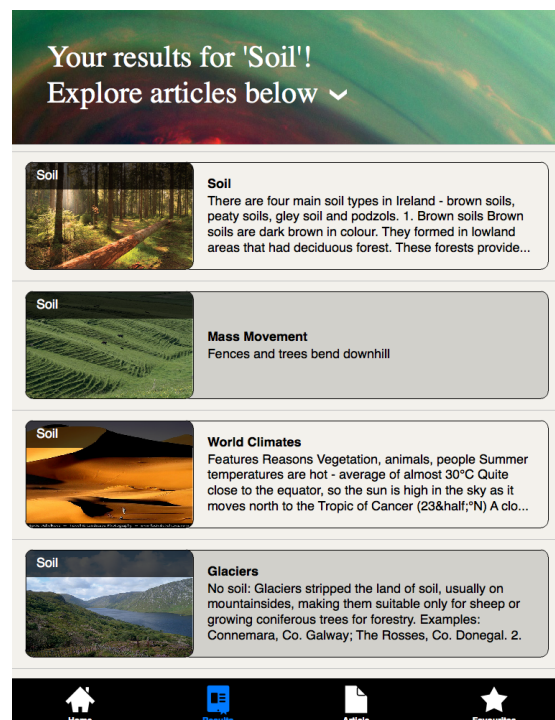 Your results for 'Soil'!
Explore articles below
Soil
Soil
There are four main soil types in Ireland - brown soils,
peaty soils, gley soil and podzols. 1. Brown soils Brown
soils are dark brown in colour. They formed in lowland
areas that had deciduous forest. These forests provide...
Soil
Mass Movement
Fences and trees bend downhill
Soil
World Climates
Features Reasons Vegetation, animals, people Summer
temperatures are hot - average of almost 30°C Quite
close to the equator, so the sun is high in the sky as it
moves north to the Tropic of Cancer (23&half;°N) A clo...
Soil
Glaciers
No soil: Glaciers stripped the land of soil, usually on
mountainsides, making them suitable only for sheep or
growing coniferous trees for forestry. Examples:
Connemara, Co. Galway; The Rosses, Co. Donegal. 2.
Home
Results
Article
Favourites